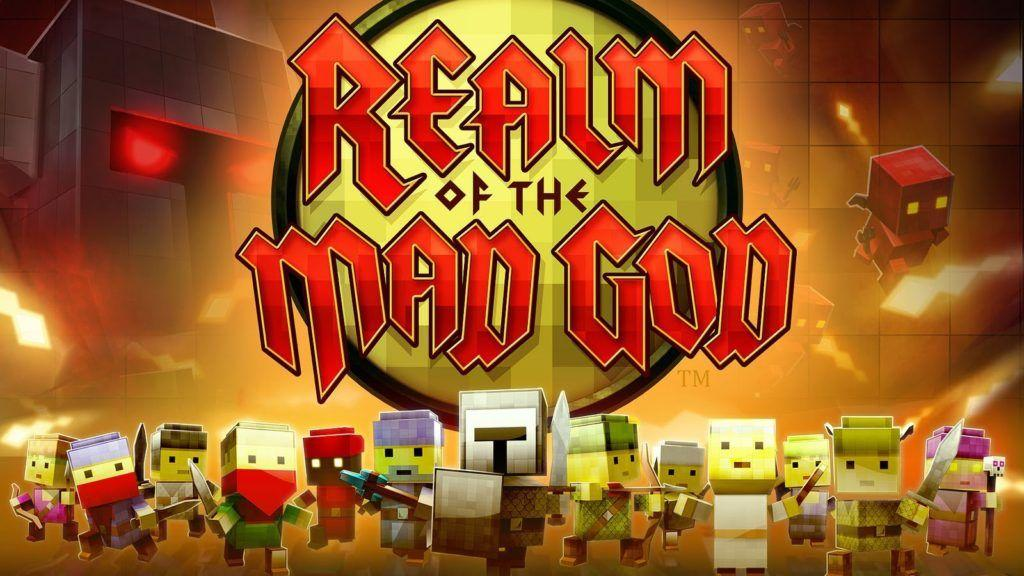 REALM
OF THE
MAD GOD
TM